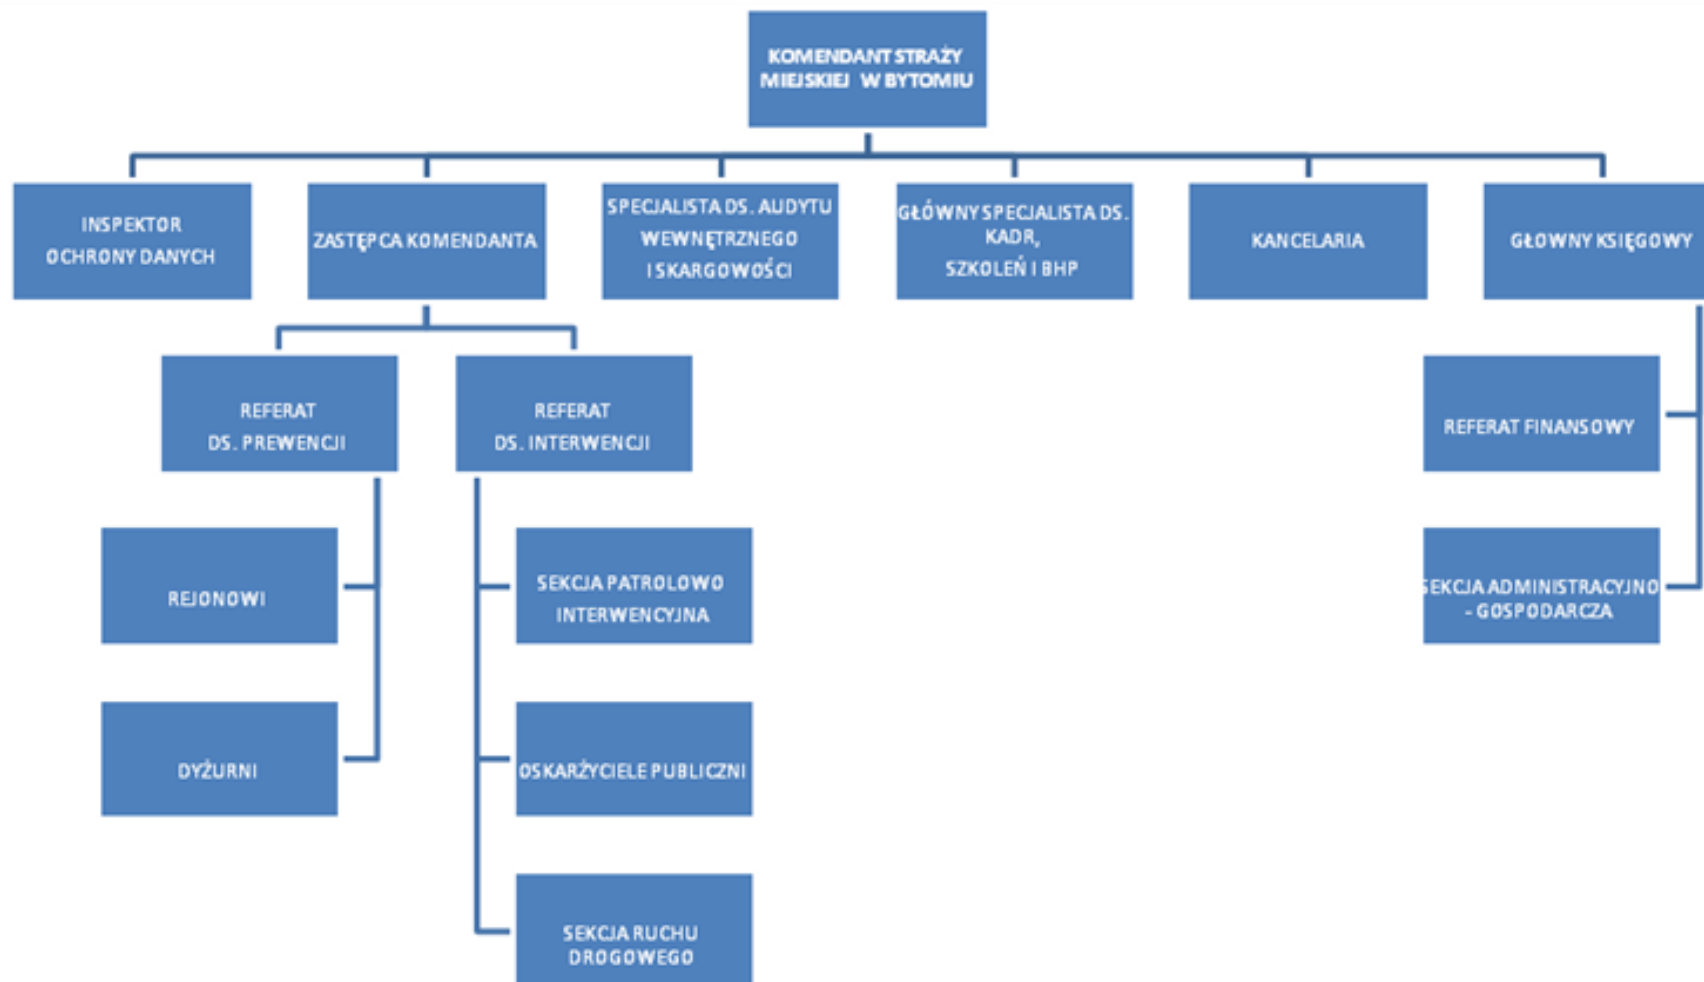 KOMENDANT STRAŻY
MIEJSKIEJ W BYTOMIU
INSPEKTOR
OCHRONY DANYCH
ZASTĘPCA KOMENDANTA
SPECJALISTA DS. AUDYTU
WEWNĘTRZNEGO
I SKARGOWOŚCI
GŁÓWNY SPECJALISTA DS.
KADR,
SZKOLEŃ I BHP
KANCELARIA
GŁOWNY KSIĘGOWY
REFERAT
DS. PREWENCJI
REFERAT
DS. INTERWENCJI
REFERAT FINANSOWY
REJONOWI
SEKCJA PATROLOWO
INTERWENCYJNA
SEKCJA ADMINISTRACYJNO
- GOSPODARCZA
DYŻURNI
OSKARŻYCIELE PUBLICZNI
SEKCJA RUCHU
DROGOWEGO